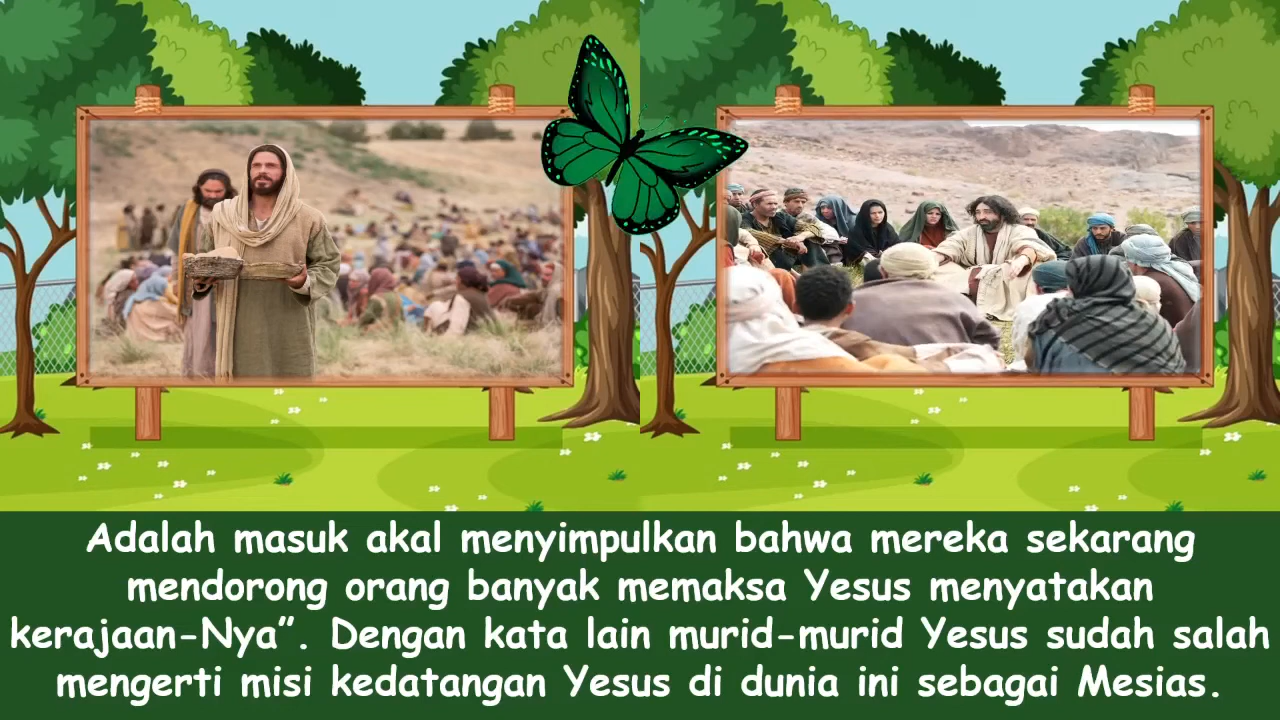 Adalah masuk akal menyimpulkan bahwa mereka sekarang
mendorong orang banyak memaksa Yesus menyatakan
kerajaan-Nya”. Dengan kata lain murid-murid Yesus sudah salah
mengerti misi kedatangan Yesus di dunia ini sebagai Mesias.